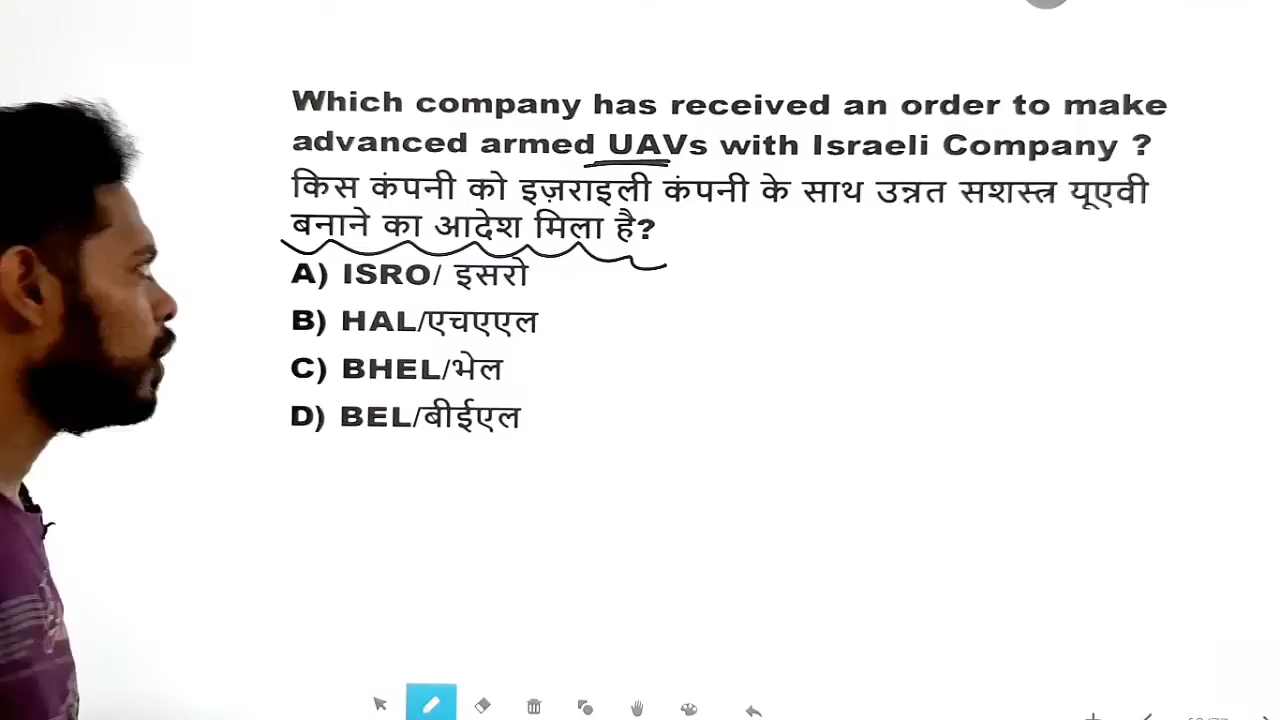 Which company has received an order to make
advanced armed UAVs with Israeli Company ?
किस कंपनी को इज़राइली कंपनी के साथ उन्नत सशस्त्र यूएवी
बनाने का आदेश मिला है?
A) ISRO/ इसरो
B) HAL/एचएएल
C) BHEL/भेल
D) BEL/बीईएल